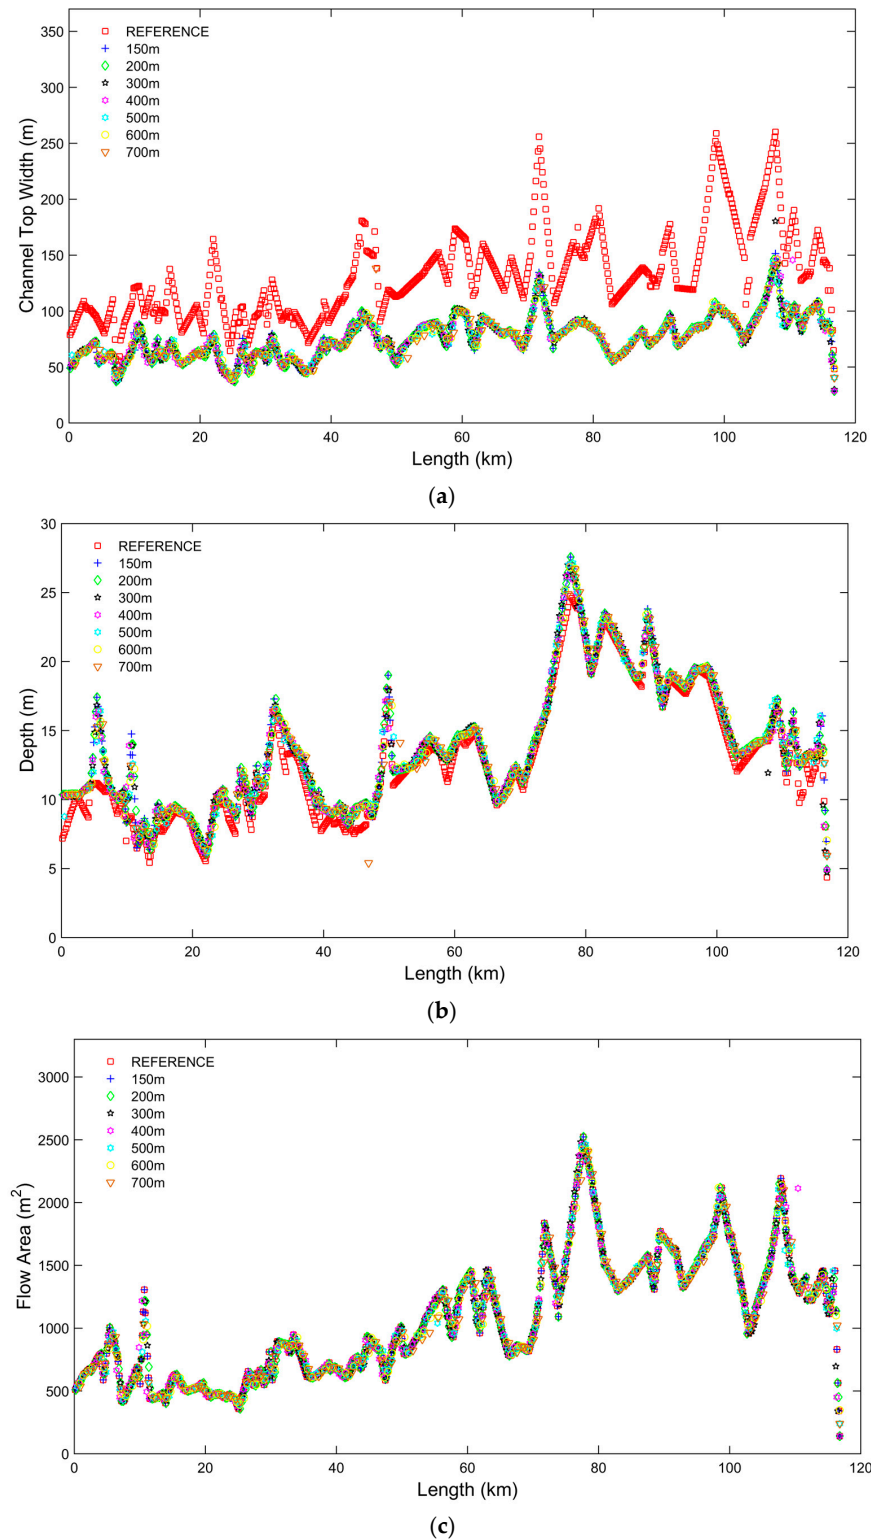 350
300
250
200
150
100
50
0
Channel Top Width (m)
REFERENCE
150m
200m
300m
400m
500m
600m
700m
0 20 40 60 80 100 120
Length (km)
(a)
30
25
20
15
10
5
0
Depth (m)
REFERENCE
150m
200m
300m
400m
500m
600m
700m
0 20 40 60 80 100 120
Length (km)
(b)
3000
2500
2000
1500
1000
500
0
Flow Area (m²)
REFERENCE
150m
200m
300m
400m
500m
600m
700m
0 20 40 60 80 100 120
Length (km)
(c)